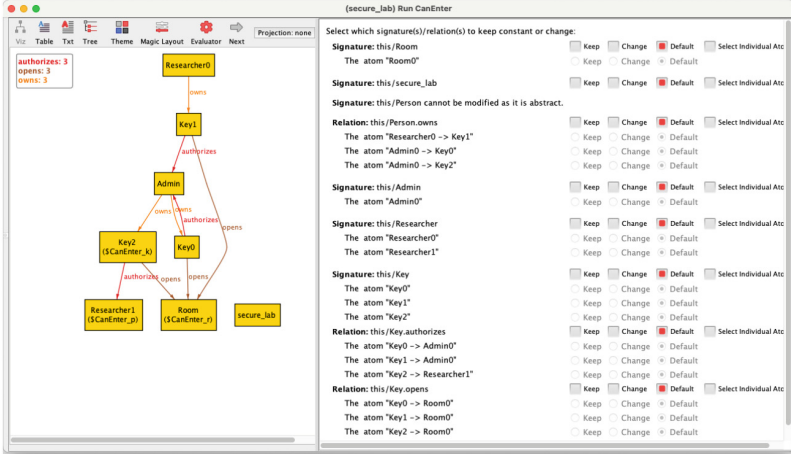 (secure_lab) Run CanEnter
Viz Table Txt Tree Theme Magic Layout Evaluator Next Projection: none
authorizes: 3
opens: 3
owns: 3
Researcher0
owns
Key1
authorizes
Admin
owns owns
authorizes
opens
Key2
($CanEnter_k)
Key0
authorizes opens opens
Researcher1
($CanEnter_p)
Room
($CanEnter_r)
secure_lab
Select which signature(s)/relation(s) to keep constant or change:
Signature: this/Room Keep Change Default Select Individual Atc
The atom "Room0" Keep Change Default
Signature: this/secure_lab Keep Change Default Select Individual Atc
Signature: this/Person cannot be modified as it is abstract.
Relation: this/Person.owns Keep Change Default Select Individual Atc
The atom "Researcher0 -> Key1" Keep Change Default
The atom "Admin0 -> Key0" Keep Change Default
The atom "Admin0 -> Key2" Keep Change Default
Signature: this/Admin Keep Change Default Select Individual Atc
The atom "Admin0" Keep Change Default
Signature: this/Researcher Keep Change Default Select Individual Atc
The atom "Researcher0" Keep Change Default
The atom "Researcher1" Keep Change Default
Signature: this/Key Keep Change Default Select Individual Atc
The atom "Key0" Keep Change Default
The atom "Key1" Keep Change Default
The atom "Key2" Keep Change Default
Relation: this/Key.authorizes Keep Change Default Select Individual Atc
The atom "Key0 -> Admin0" Keep Change Default
The atom "Key1 -> Admin0" Keep Change Default
The atom "Key2 -> Researcher1" Keep Change Default
Relation: this/Key.opens Keep Change Default Select Individual Atc
The atom "Key0 -> Room0" Keep Change Default
The atom "Key1 -> Room0" Keep Change Default
The atom "Key2 -> Room0" Keep Change Default